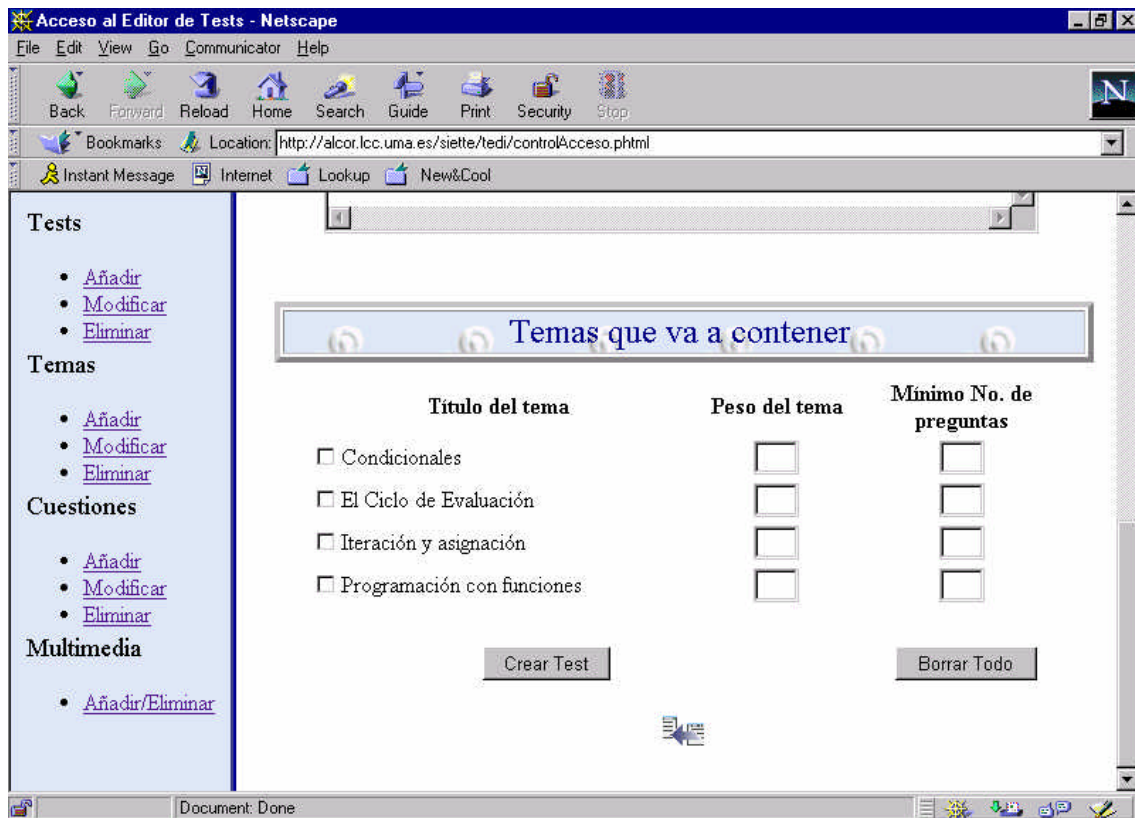 Acceso al Editor de Tests - Netscape
File Edit View Go Communicator Help
Back Forward Reload Home Search Guide Print Security Stop
N
Bookmarks Location: http://alcor.lcc.uma.es/siette/tedi/controlAcceso.phtml
Instant Message Internet Lookup New&Cool
Tests
Añadir
Modificar
Eliminar
Temas
Añadir
Modificar
Eliminar
Cuestiones
Añadir
Modificar
Eliminar
Multimedia
Añadir/Eliminar
Temas que va a contener
Título del tema Peso del tema Mínimo No. de
preguntas
Condicionales
El Ciclo de Evaluación
Iteración y asignación
Programación con funciones
Crear Test Borrar Todo
Document: Done